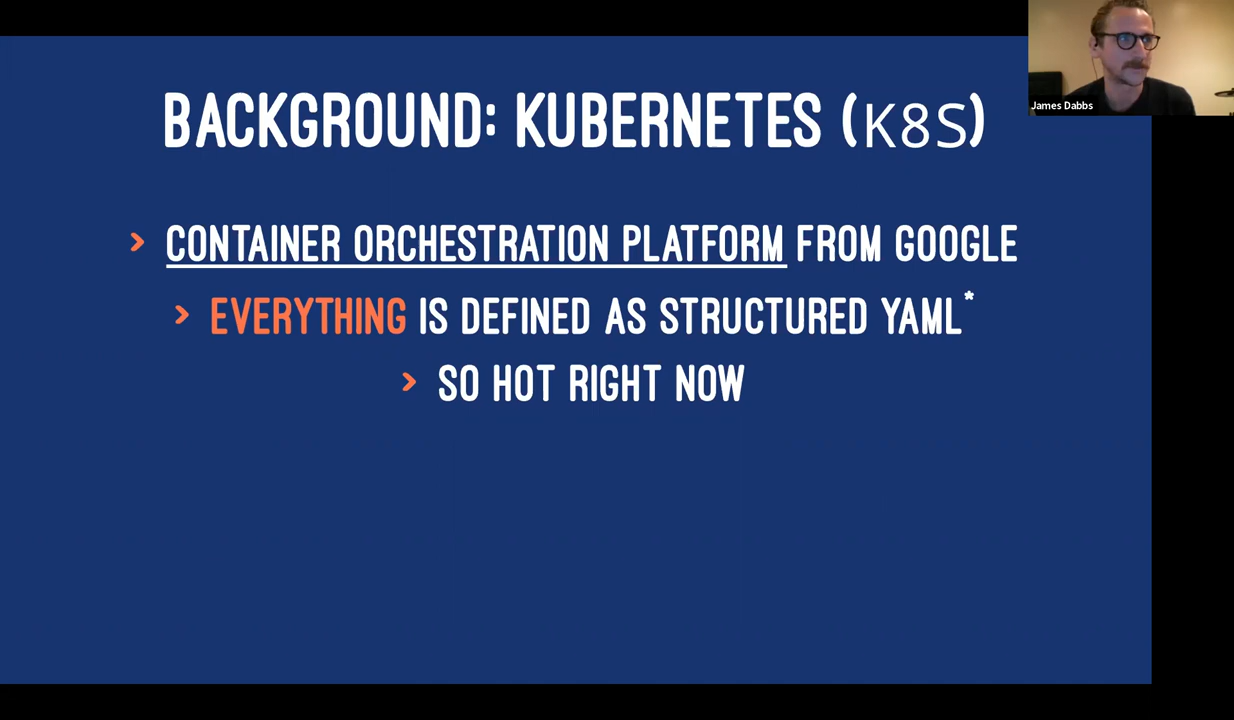 BACKGROUND: KUBERNETES (K8S)
James Dabbs
> CONTAINER ORCHESTRATION PLATFORM FROM GOOGLE
> EVERYTHING IS DEFINED AS STRUCTURED YAML*
> SO HOT RIGHT NOW